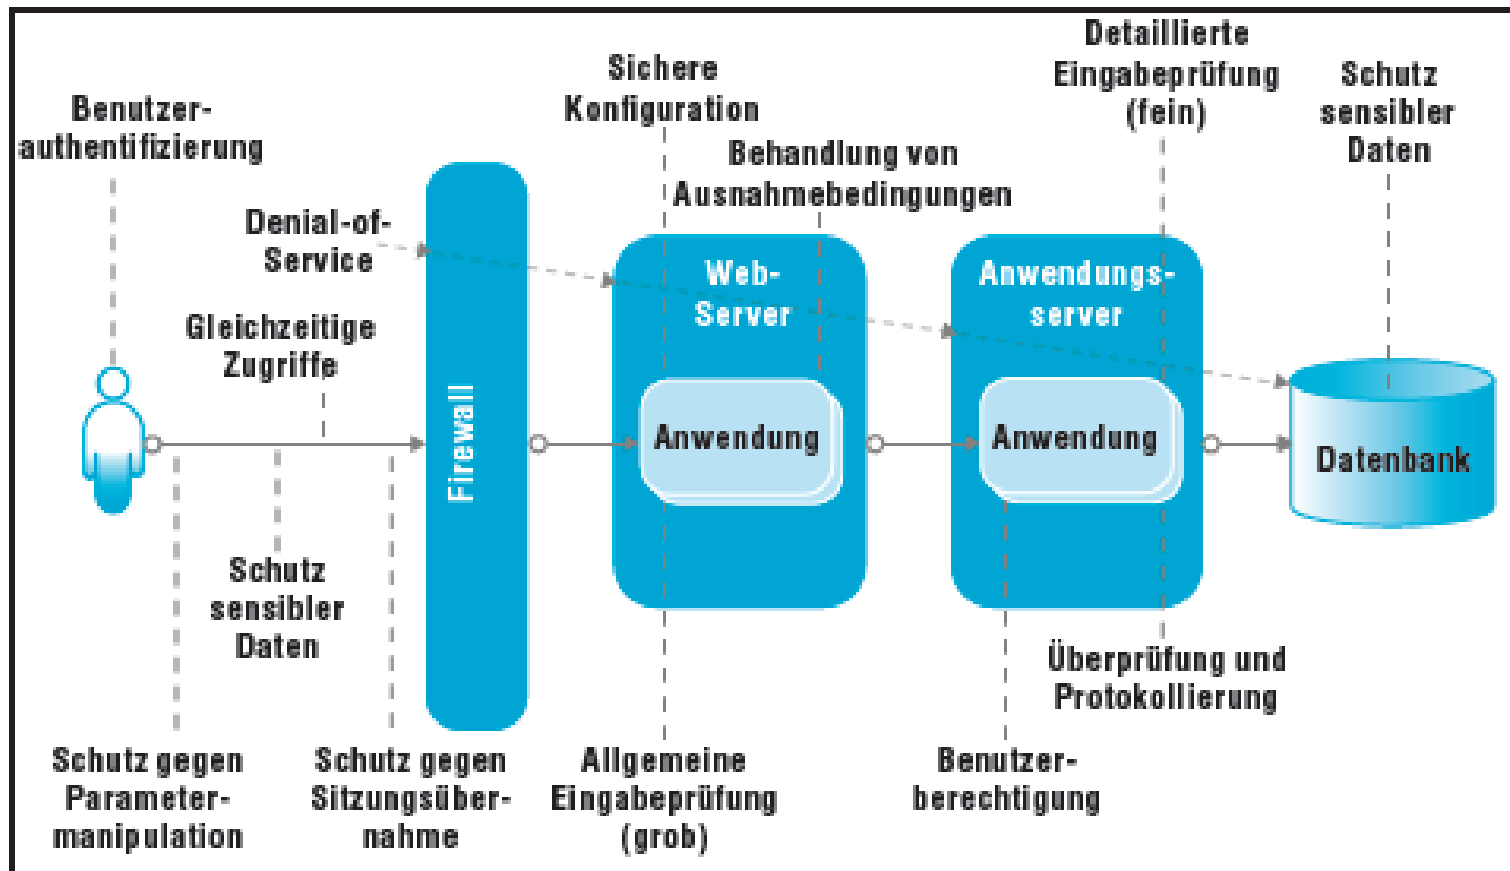 Benutzer-
authentifizierung
Denial-of-
Service
Gleichzeitige
Zugriffe
Schutz
sensibler
Daten
Schutz gegen
Parameter-
manipulation
Schutz gegen
Sitzungsüber-
nahme
Firewall
Sichere
Konfiguration
Behandlung von
Ausnahmebedingungen
Web-
Server
Anwendung
Allgemeine
Eingabeprüfung
(grob)
Detaillierte
Eingabeprüfung
(fein)
Anwendungs-
server
Anwendung
Benutzer-
berechtigung
Überprüfung und
Protokollierung
Schutz
sensibler
Daten
Datenbank